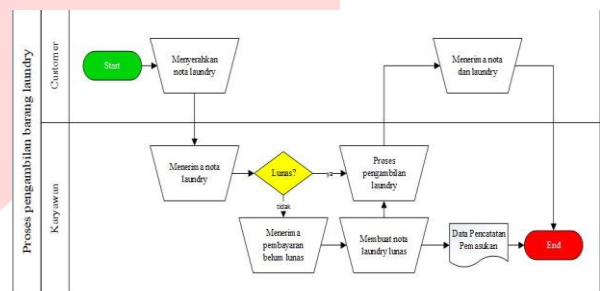 Proses pengambilan barang laundry
Customer
Start
Menyerahkan
nota laundry
Menerima nota
dan laundry
Karyawan
Menerima nota
laundry
Lunas?
ya
Proses
pengambilan
laundry
tidak
Menerima
pembayaran
belum lunas
Membuat nota
laundry lunas
Data Pencatatan
Pemasukan
End